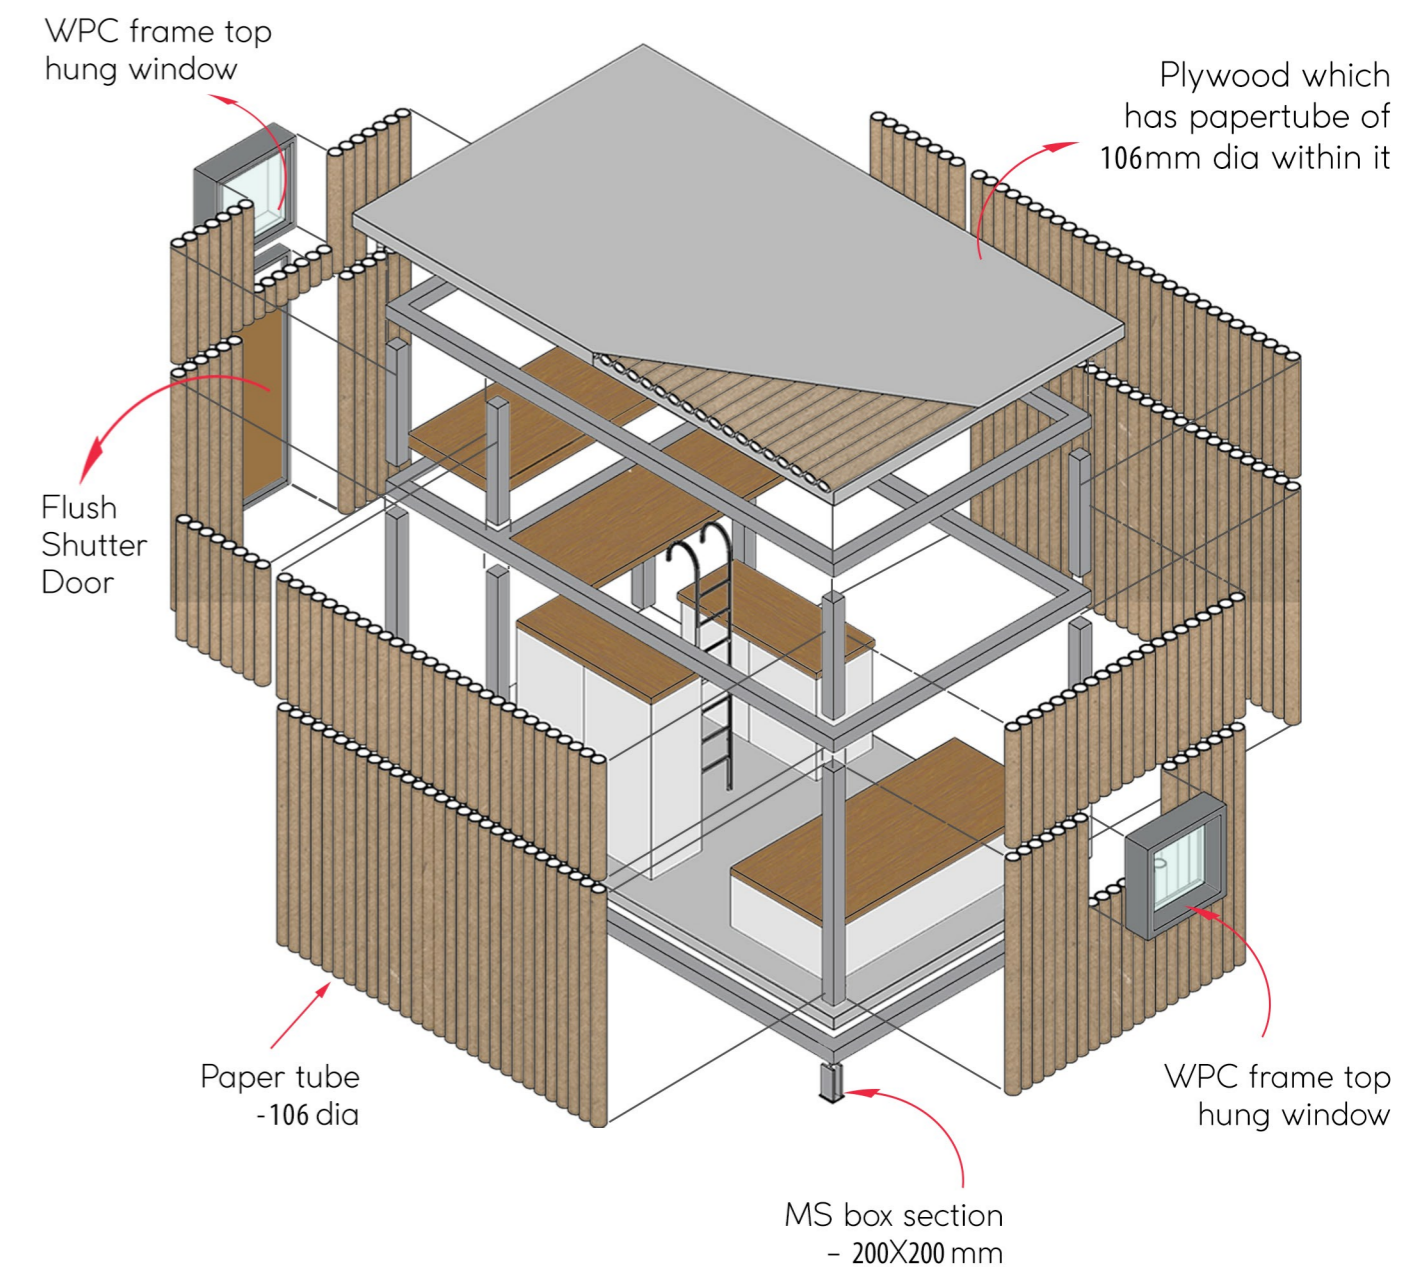 WPC frame top
hung window
Plywood which
has papertube of
106mm dia within it
Flush
Shutter
Door
Paper tube
-106 dia
WPC frame top
hung window
MS box section
- 200X200 mm